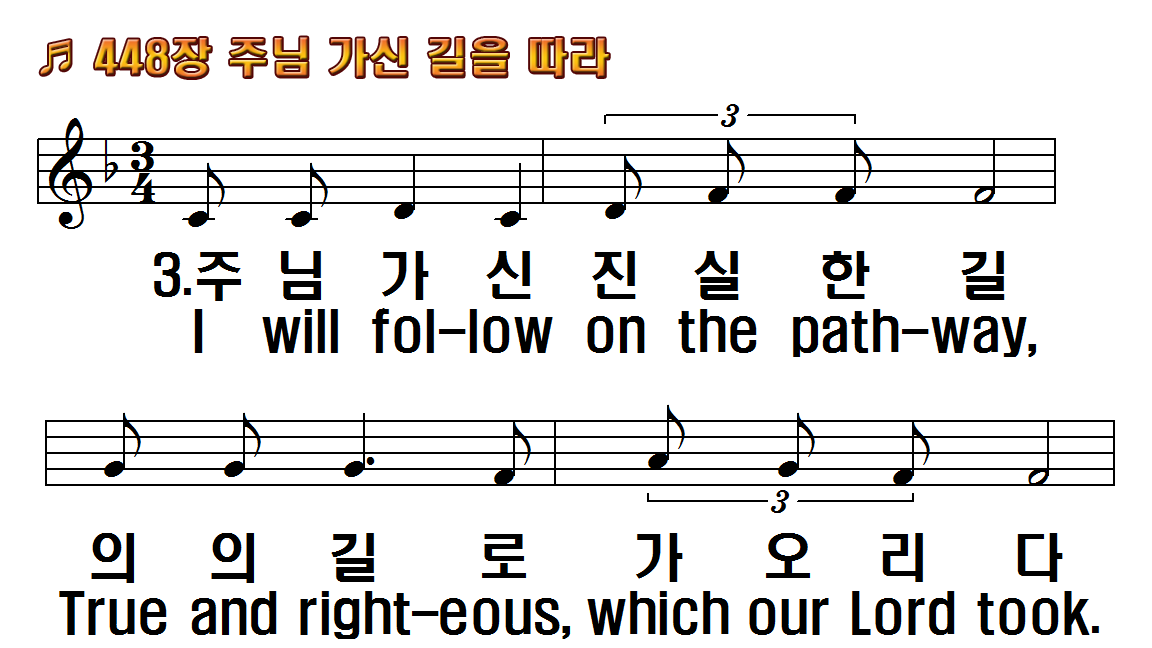 ♬ 448장 주님 가신 길을 따라
3
3
4
3.주 님 가 신 진 실 한 길
I will fol-low on the path-way,
3
의 의 길 로 가 오 리 다
True and right-eous, which our Lord took.